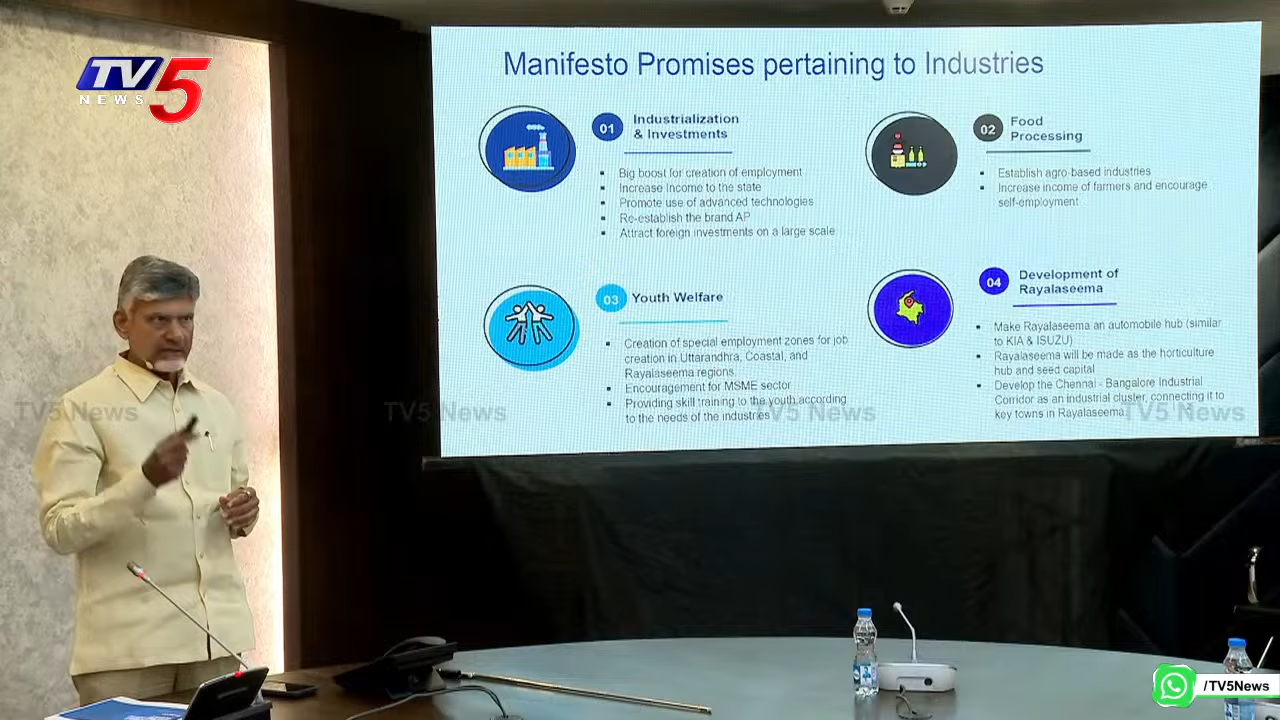 TV5
NEWS
Manifesto Promises pertaining to Industries
01
Industrialization
& Investments
Big boost for creation of employment
Increase Income to the state
Promote use of advanced technologies
Re-establish the brand AP
Attract foreign investments on a large scale
02
Food
Processing
Establish agro-based industries
Increase income of farmers and encourage
self-employment
03
Youth Welfare
Creation of special employment zones for job
creation in Uttarandhra, Coastal, and
Rayalaseema regions.
Encouragement for MSME sector
Providing skill training to the youth according
to the needs of the industries
04
Development of
Rayalaseema
Make Rayalaseema an automobile hub (similar
to KIA & ISUZU)
Rayalaseema will be made as the horticulture
hub and seed capital
Develop the Chennai - Bangalore Industrial
Corridor as an industrial cluster, connecting it to
key towns in Rayalaseema
TV5 News
TV5 News
TV5 News
TV5 News
/TV5News